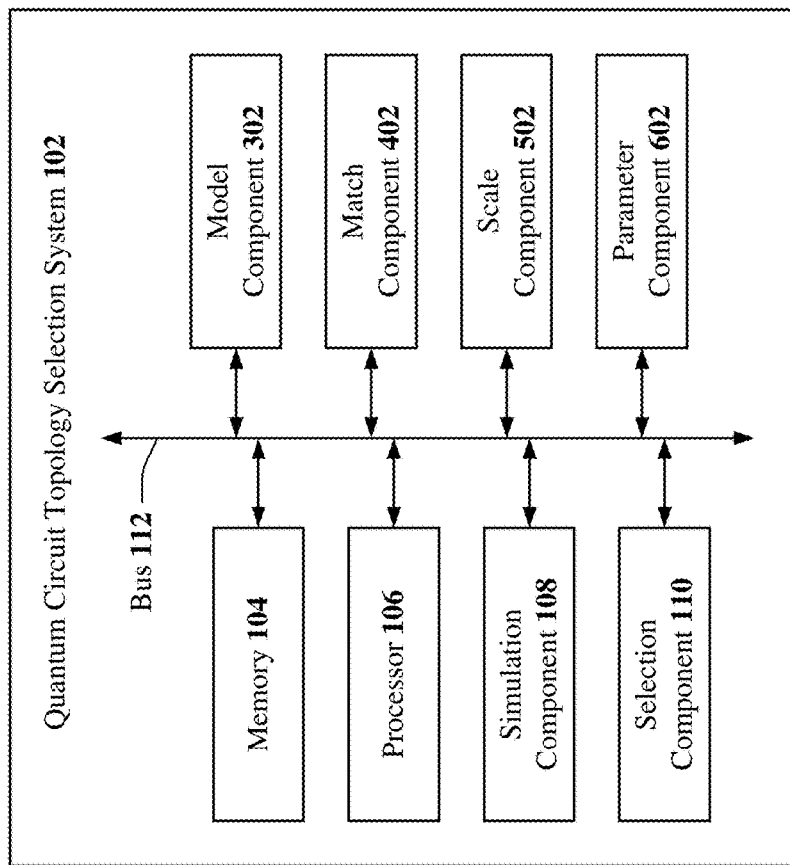 Quantum Circuit Topology Selection System 102
Bus 112
Memory 104
Processor 106
Simulation
Component 108
Selection
Component 110
Model
Component 302
Match
Component 402
Scale
Component 502
Parameter
Component 602